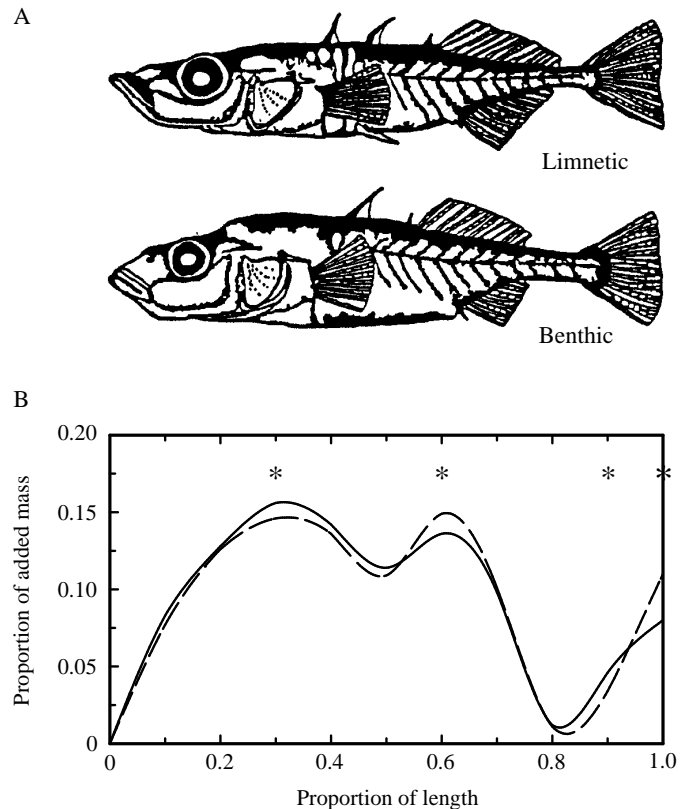 A
Limnetic
Benthic
B
Proportion of added mass
0.20
0.15
0.10
0.05
0
* * * *
0 0.2 0.4 0.6 0.8 1.0
Proportion of length